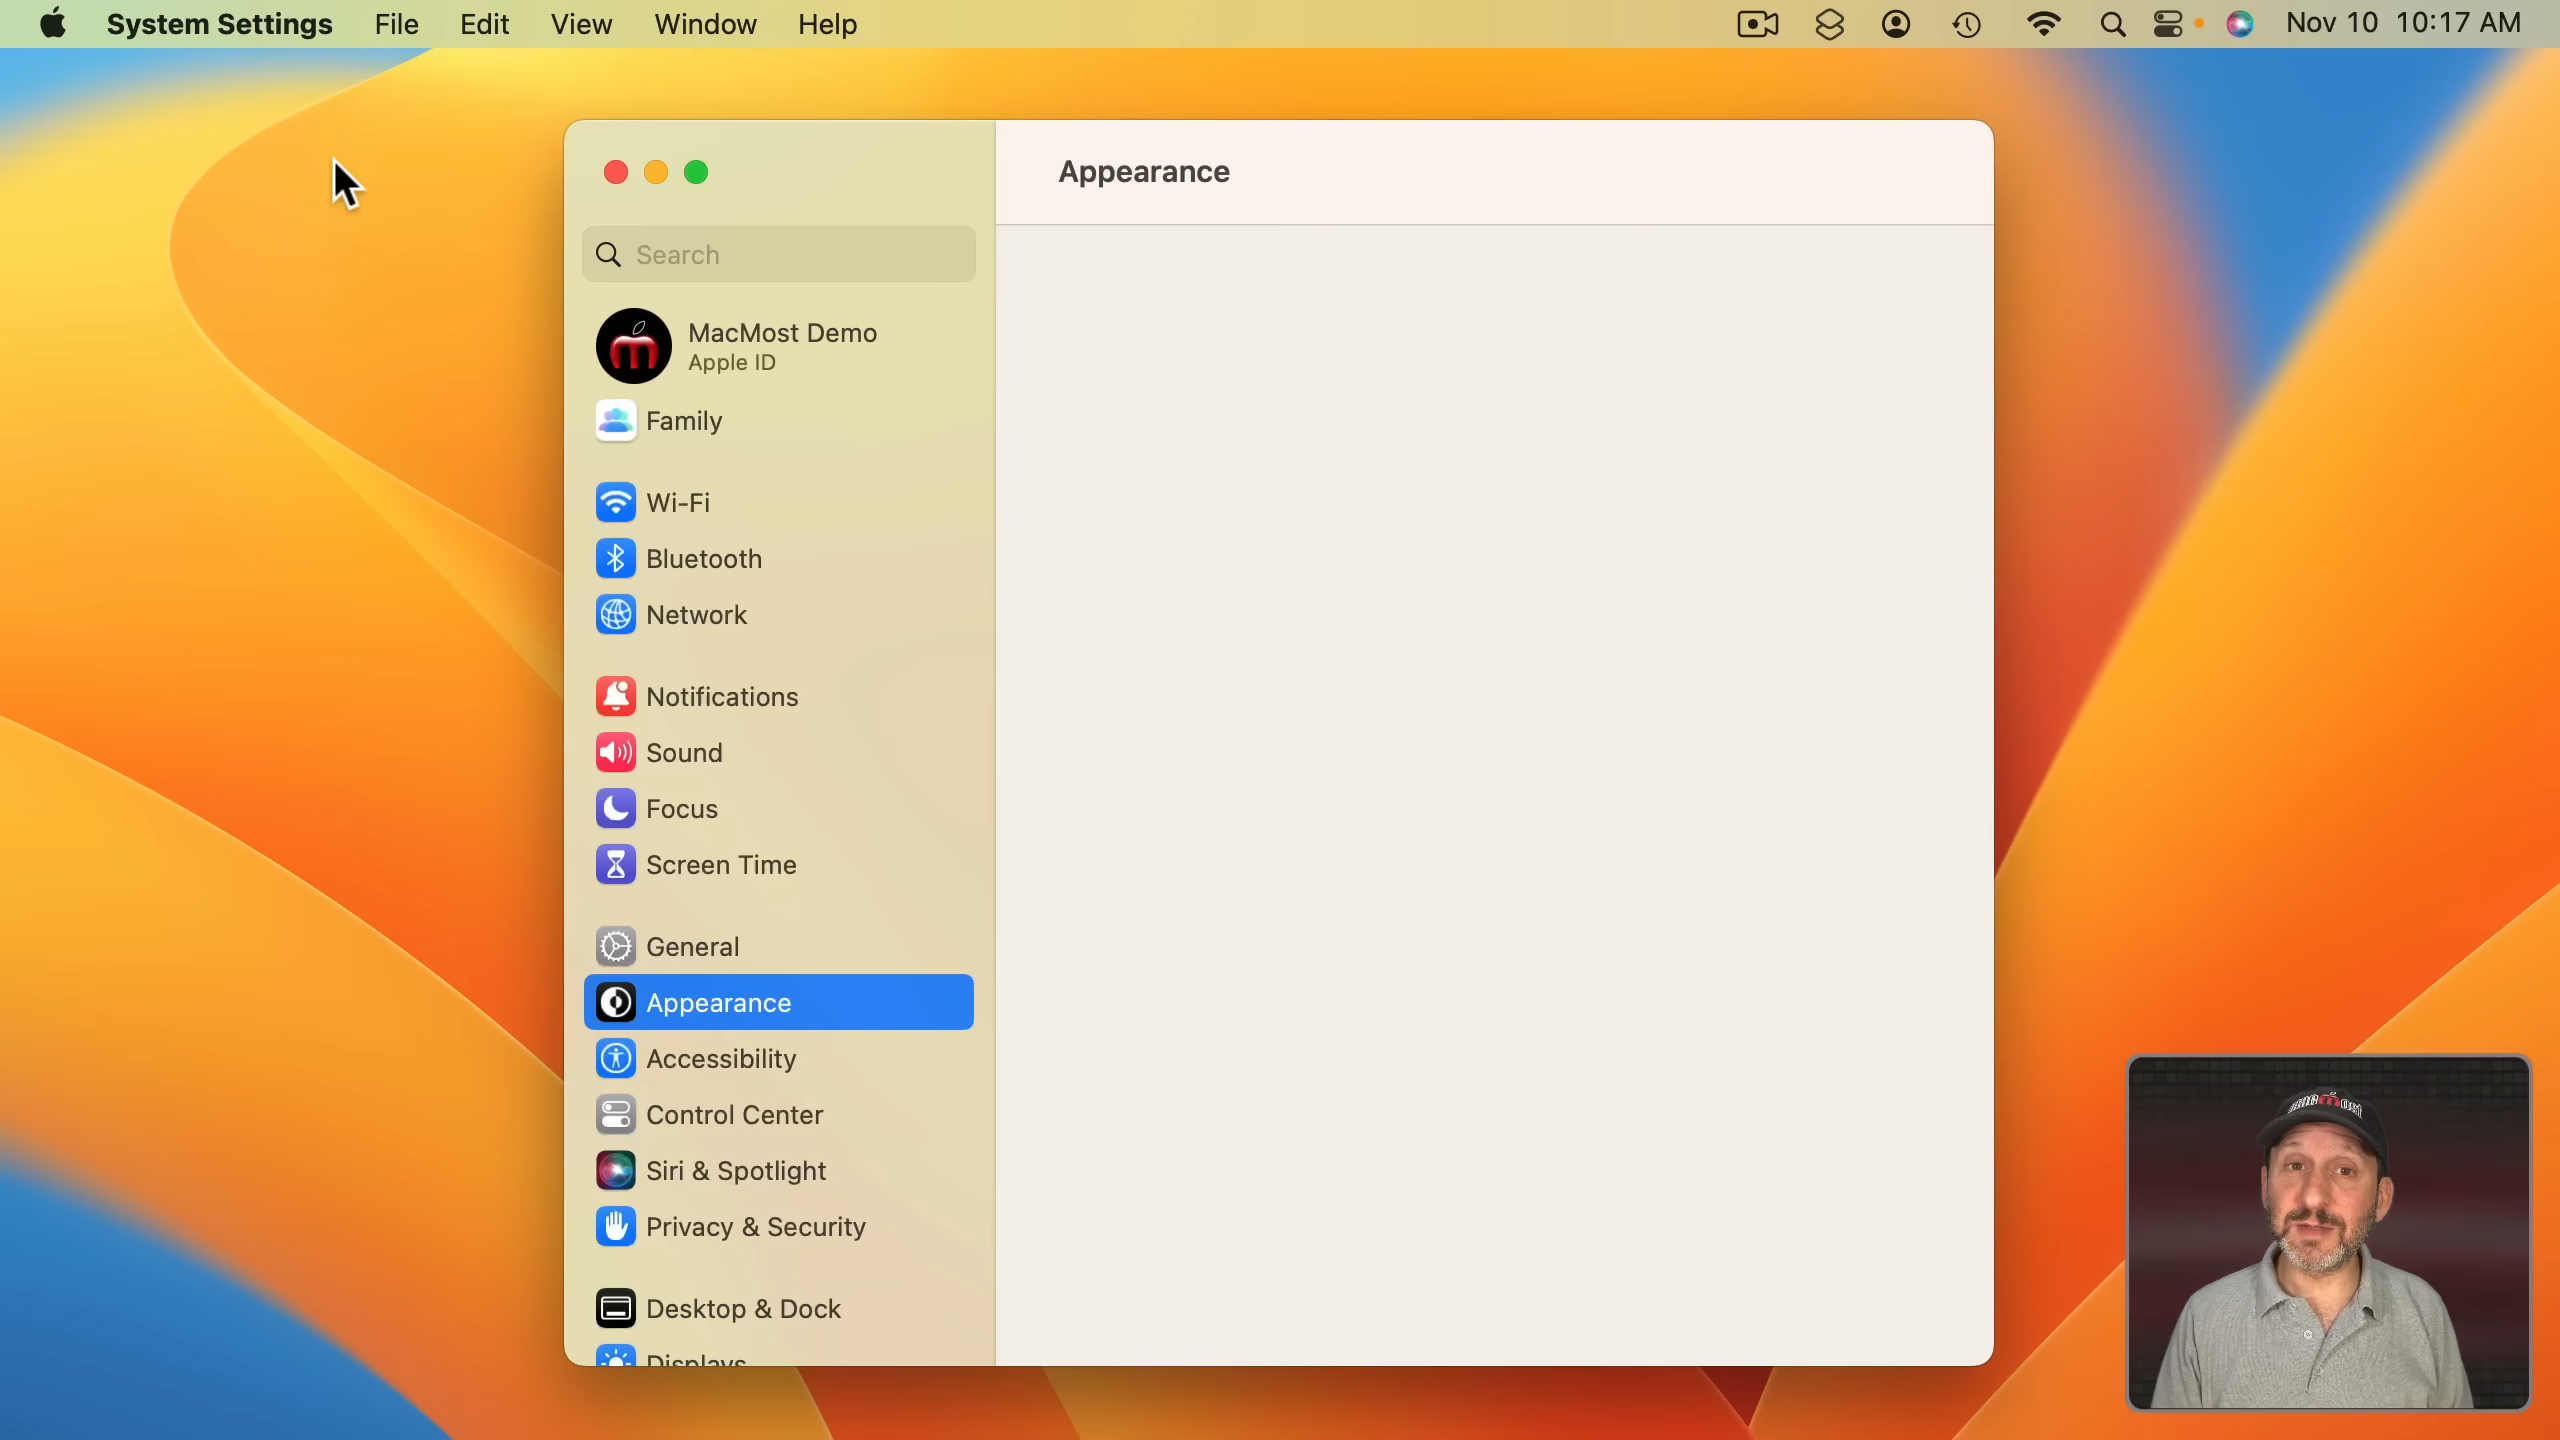 System Settings File Edit View Window Help Nov 10 10:17 AM
Appearance
Search
MacMost Demo
Apple ID
Family
Wi-Fi
Bluetooth
Network
Notifications
Sound
Focus
Screen Time
General
Appearance
Accessibility
Control Center
Siri & Spotlight
Privacy & Security
Desktop & Dock
Displays
macmost